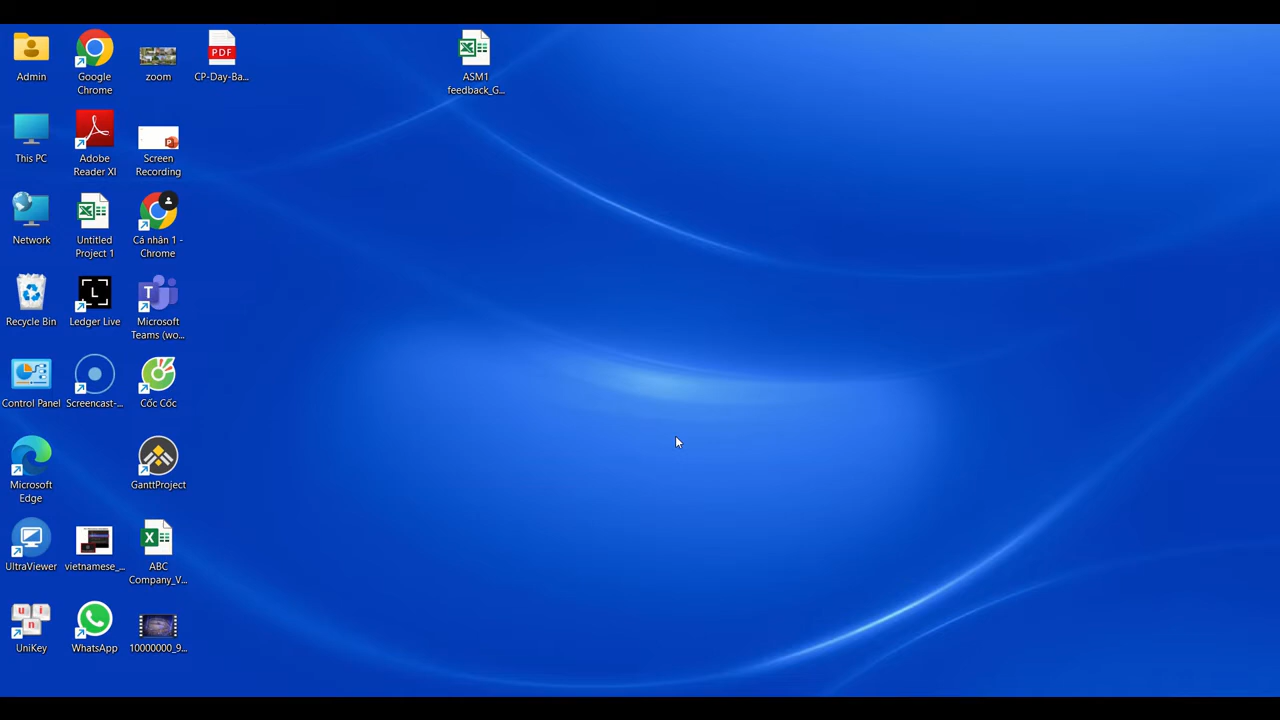 Admin
Google
Chrome
zoom
PDF
CP-Day-Ba...
ASM1
feedback_G...
This PC
Adobe
Reader XI
Screen
Recording
Network
Untitled
Project 1
Cá nhân 1 -
Chrome
Recycle Bin
Ledger Live
Microsoft
Teams (wo...
Control Panel
Screencast-...
Cốc Cốc
Microsoft
Edge
GanttProject
UltraViewer
vietnamese_...
ABC
Company_V...
UniKey
WhatsApp
10000000_9...